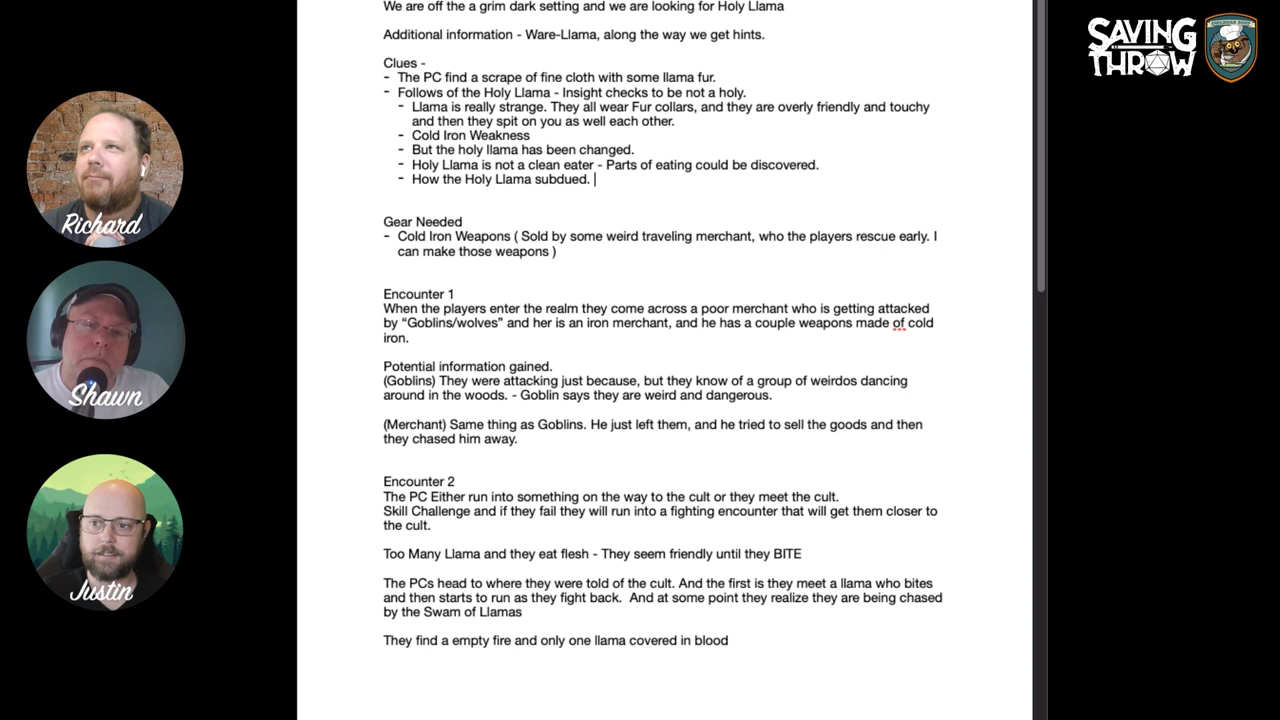 We are off the a grim dark setting and we are looking for Holy Llama
Additional information - Ware-Llama, along the way we get hints.
Clues -
- The PC find a scrape of fine cloth with some llama fur.
- Follows of the Holy Llama - Insight checks to be not a holy.
- Llama is really strange. They all wear Fur collars, and they are overly friendly and touchy
and then they spit on you as well each other.
- Cold Iron Weakness
- But the holy llama has been changed.
- Holy Llama is not a clean eater - Parts of eating could be discovered.
- How the Holy Llama subdued.
Gear Needed
- Cold Iron Weapons ( Sold by some weird traveling merchant, who the players rescue early. I
can make those weapons )
Encounter 1
When the players enter the realm they come across a poor merchant who is getting attacked
by “Goblins/wolves” and her is an iron merchant, and he has a couple weapons made of cold
iron.
Potential information gained.
(Goblins) They were attacking just because, but they know of a group of weirdos dancing
around in the woods. - Goblin says they are weird and dangerous.
(Merchant) Same thing as Goblins. He just left them, and he tried to sell the goods and then
they chased him away.
Encounter 2
The PC Either run into something on the way to the cult or they meet the cult.
Skill Challenge and if they fail they will run into a fighting encounter that will get them closer to
the cult.
Too Many Llama and they eat flesh - They seem friendly until they BITE
The PCs head to where they were told of the cult. And the first is they meet a llama who bites
and then starts to run as they fight back.  And at some point they realize they are being chased
by the Swam of Llamas
They find a empty fire and only one llama covered in blood
Richard
Shawn
Justin
SAVING
THROW